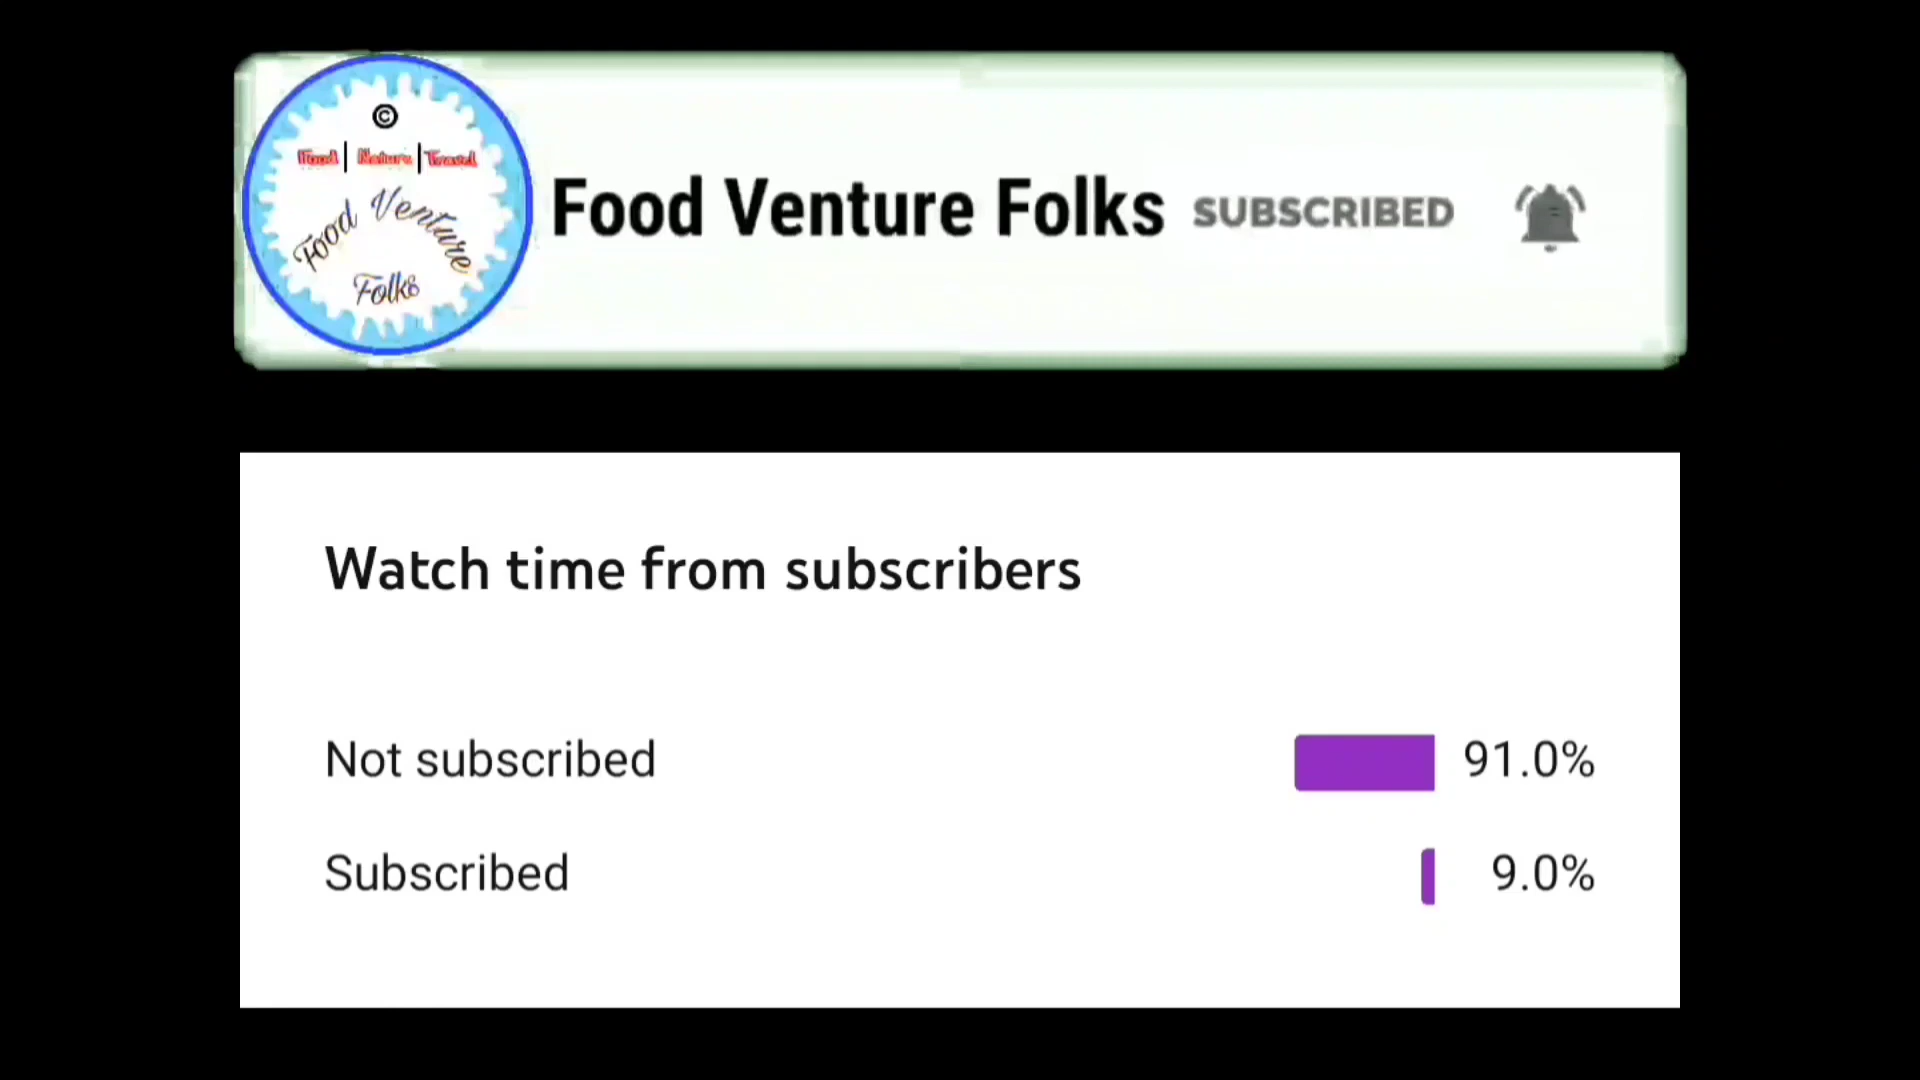 ©
Food | Nature | Travel
Food Venture
Folks
Food Venture Folks SUBSCRIBED
Watch time from subscribers
Not subscribed 91.0%
Subscribed 9.0%